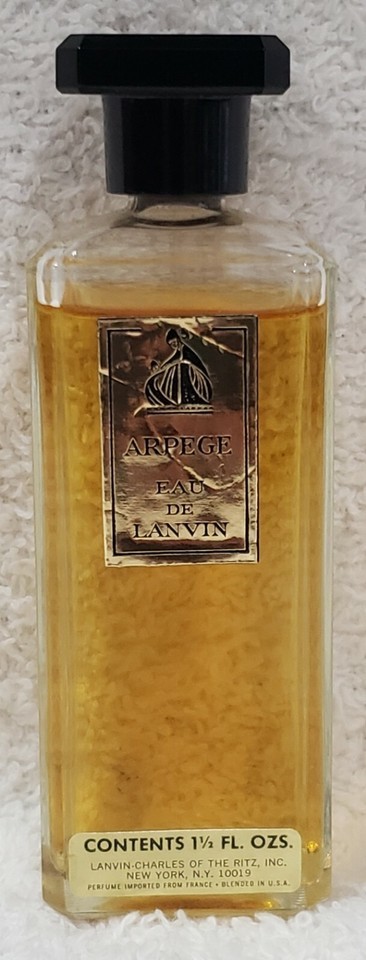 ARPEGE
EAU
DE
LANVIN
CONTENTS 1½ FL. OZS.
LANVIN-CHARLES OF THE RITZ, INC.
NEW YORK, N.Y. 10019
PERFUME IMPORTED FROM FRANCE • BLENDED IN U.S.A.